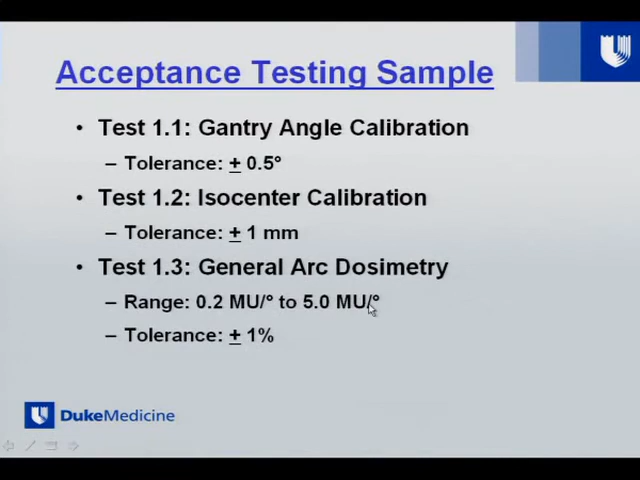 Acceptance Testing Sample
• Test 1.1: Gantry Angle Calibration
– Tolerance: ± 0.5°
• Test 1.2: Isocenter Calibration
– Tolerance: ± 1 mm
• Test 1.3: General Arc Dosimetry
– Range: 0.2 MU/° to 5.0 MU/°
– Tolerance: ± 1%
DukeMedicine